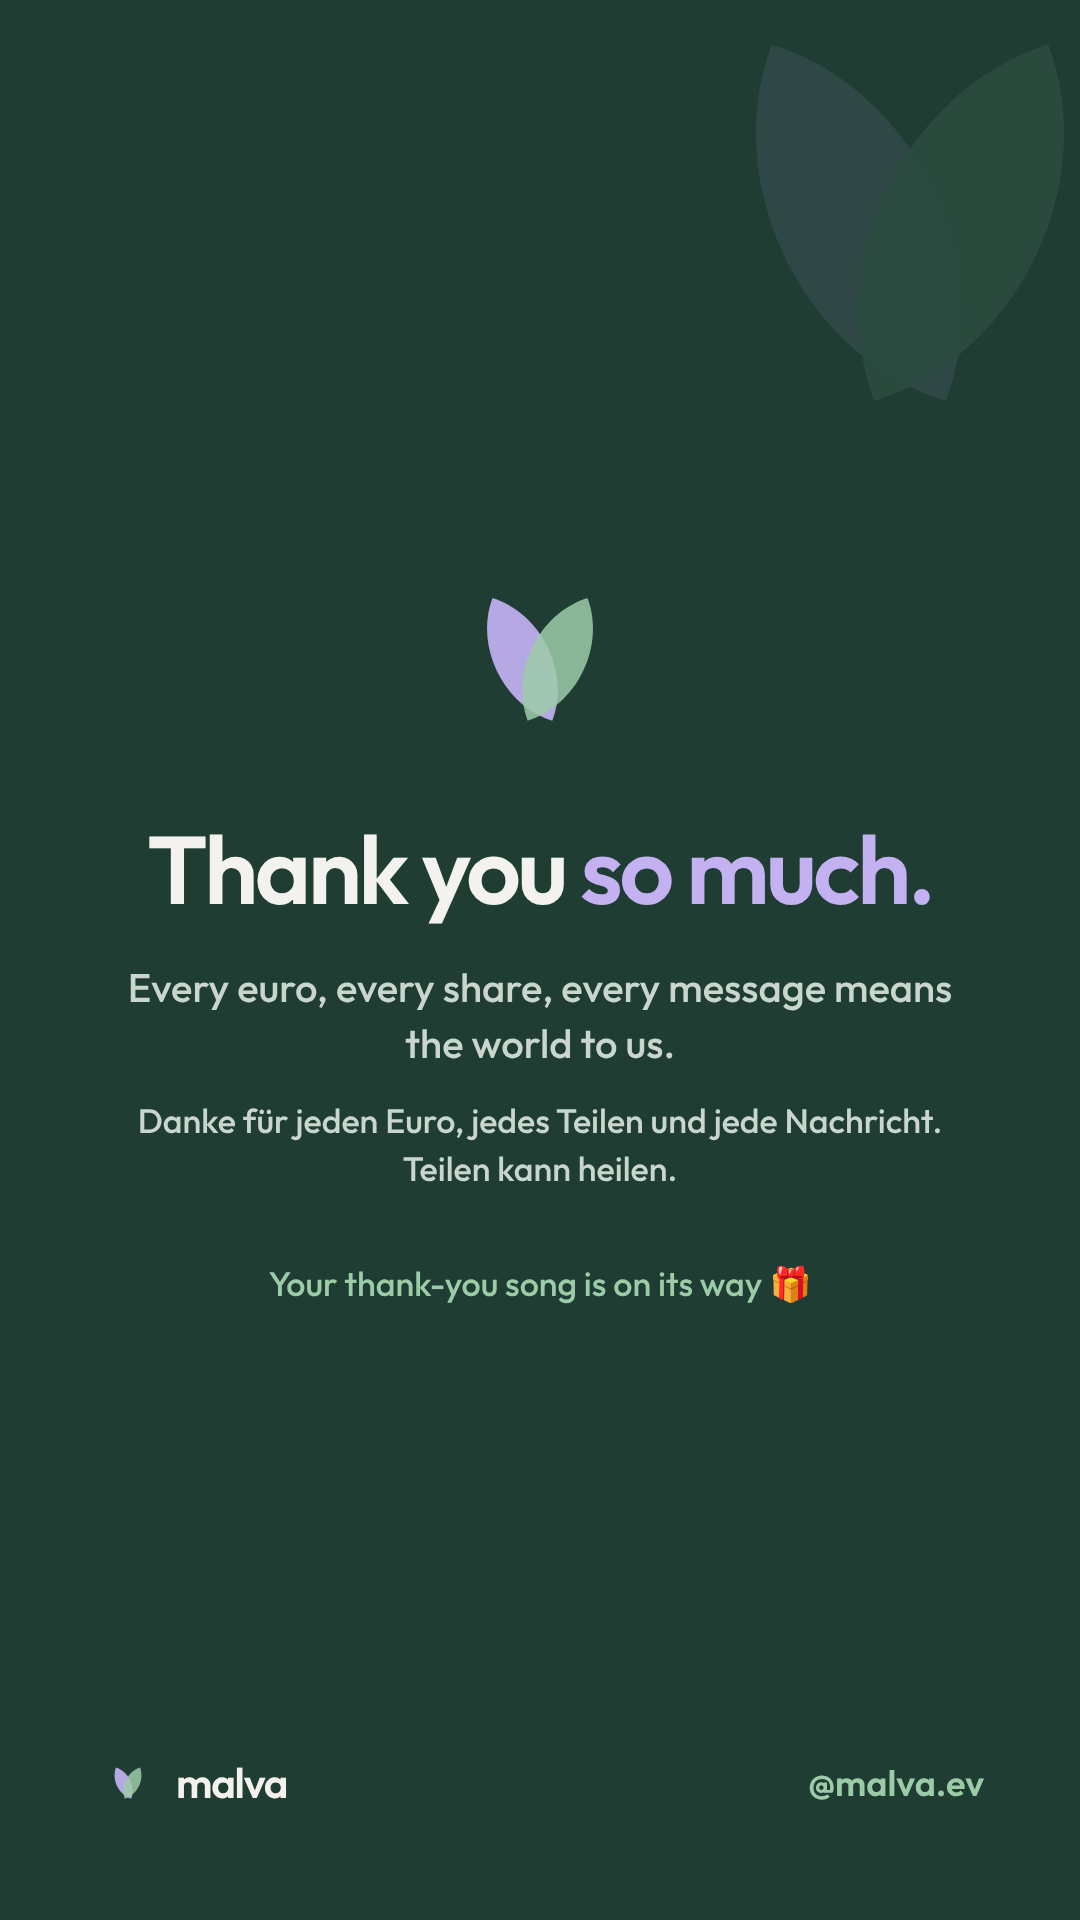 Thank you so much.
Every euro, every share, every message means
the world to us.
Danke für jeden Euro, jedes Teilen und jede Nachricht.
Teilen kann heilen.
Your thank-you song is on its way 🎁
malva
@malva.ev